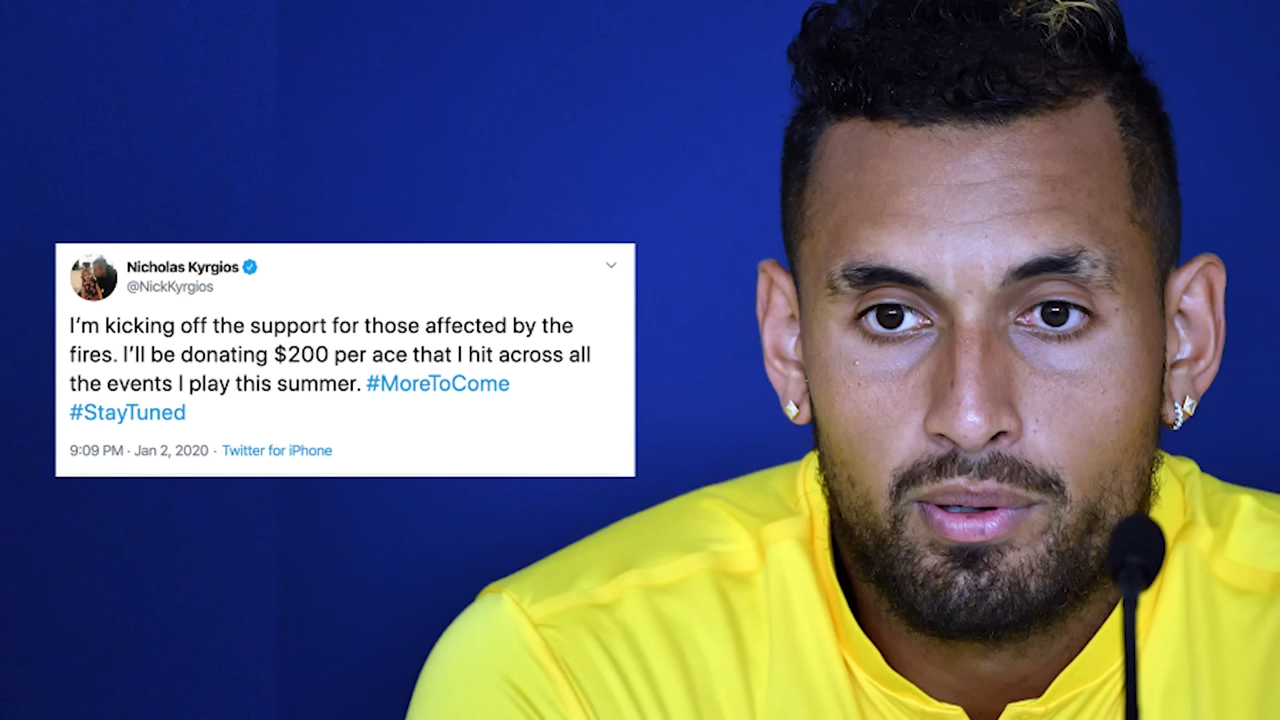 Nicholas Kyrgios
@NickKyrgios
I'm kicking off the support for those affected by the
fires. I'll be donating $200 per ace that I hit across all
the events I play this summer. #MoreToCome
#StayTuned
9:09 PM · Jan 2, 2020 · Twitter for iPhone